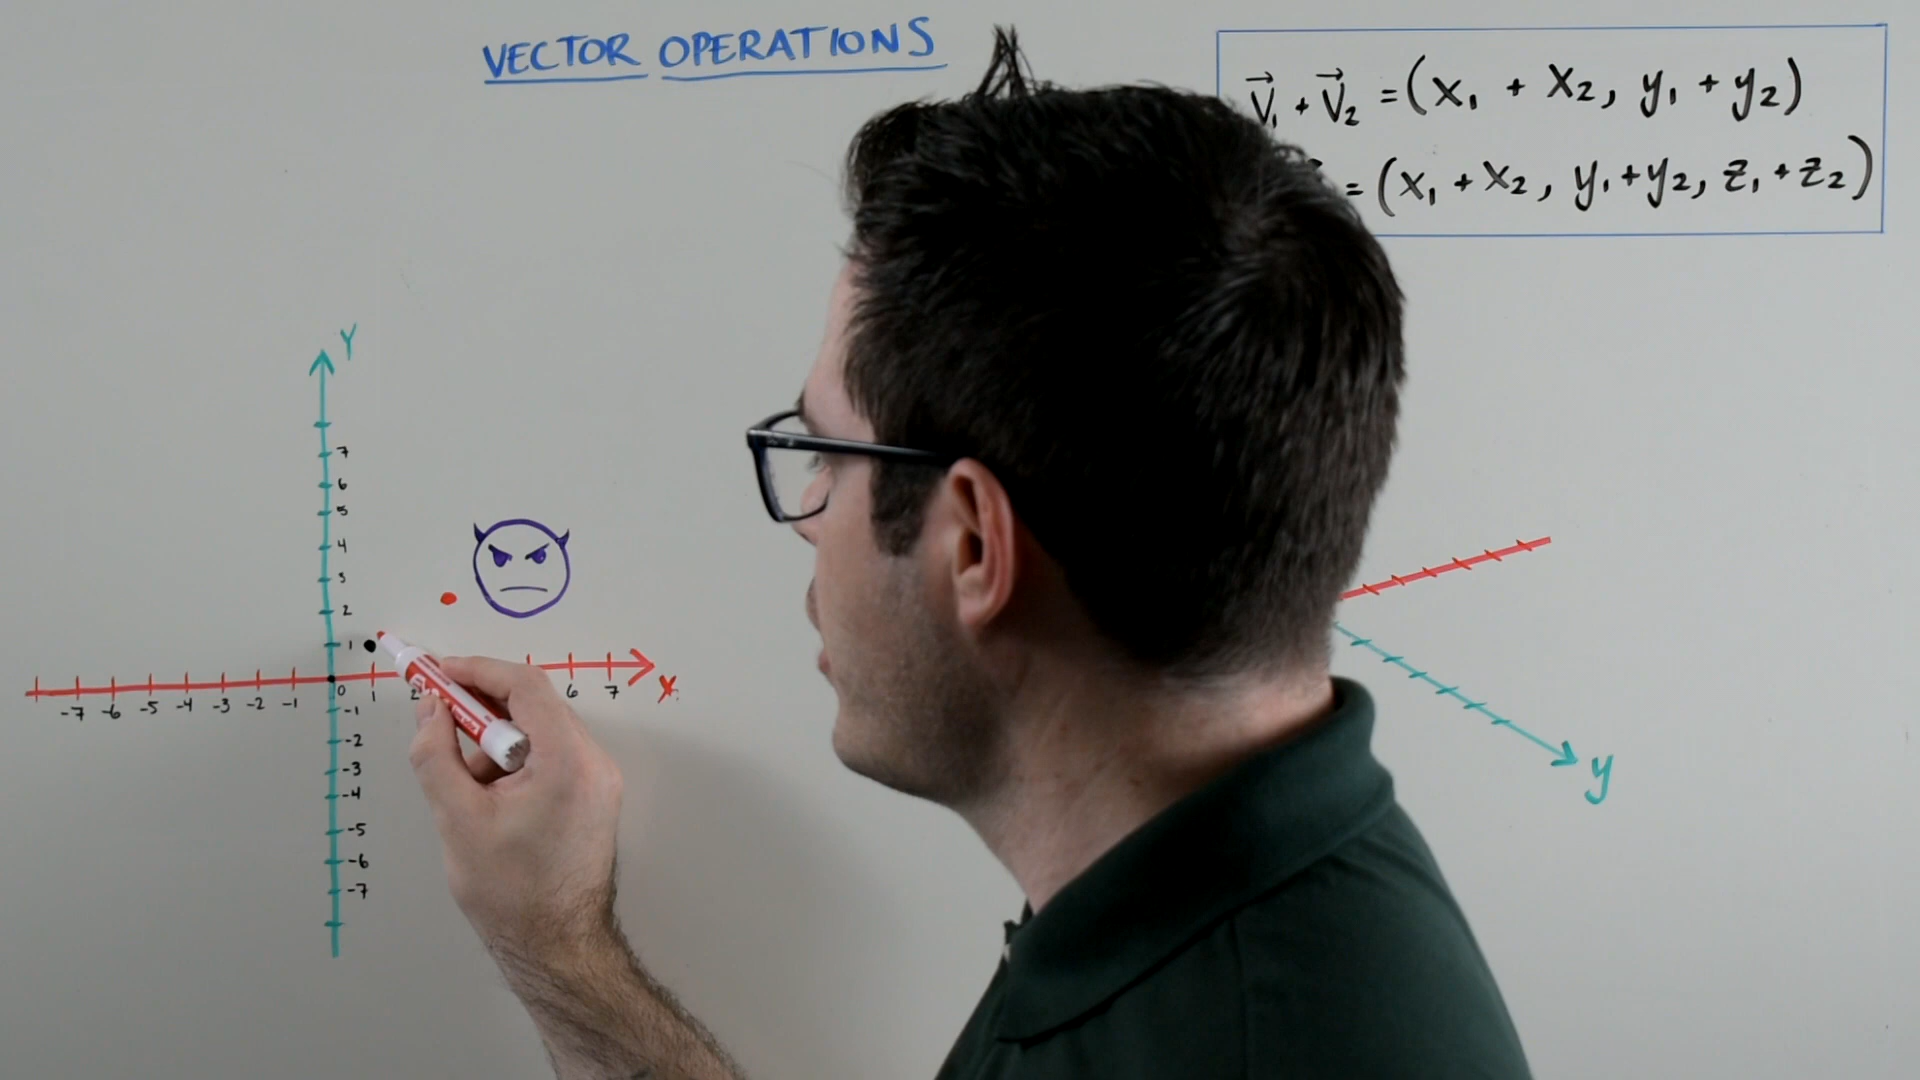 VECTOR OPERATIONS
V₁ + V₂ = (x₁ + x₂, y₁ + y₂)
= (x₁ + x₂, y₁ + y₂, z₁ + z₂)
Y
7
6
5
4
3
2
1
-7 -6 -5 -4 -3 -2 -1 0 1 2 6 7 X
-1
-2
-3
-4
-5
-6
-7
y